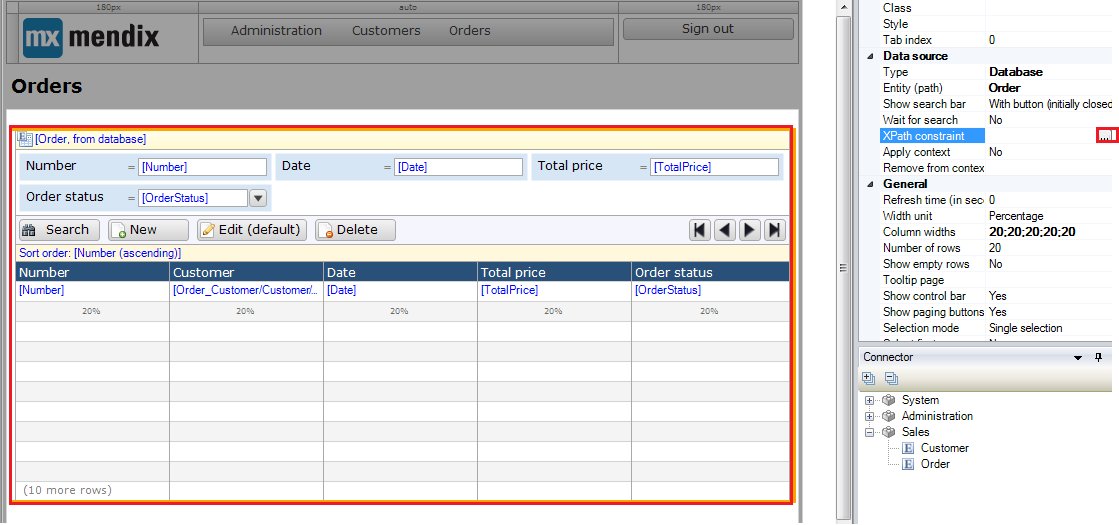 180px auto 180px
mx mendix Administration Customers Orders Sign out
Orders
[Order, from database]
Number = [Number] Date = [Date] Total price = [TotalPrice]
Order status = [OrderStatus]
Search New Edit (default) Delete
Sort order: [Number (ascending)]
Number Customer Date Total price Order status
[Number] [Order_Customer/Customer/... [Date] [TotalPrice] [OrderStatus]
20% 20% 20% 20% 20%
(10 more rows)
Class
Style
Tab index 0
Data source
Type Database
Entity (path) Order
Show search bar With button (initially closed
Wait for search No
XPath constraint ...
Apply context No
Remove from contex
General
Refresh time (in sec 0
Width unit Percentage
Column widths 20;20;20;20;20
Number of rows 20
Show empty rows No
Tooltip page
Show control bar Yes
Show paging buttons Yes
Selection mode Single selection
Connector
System
Administration
Sales
E Customer
E Order